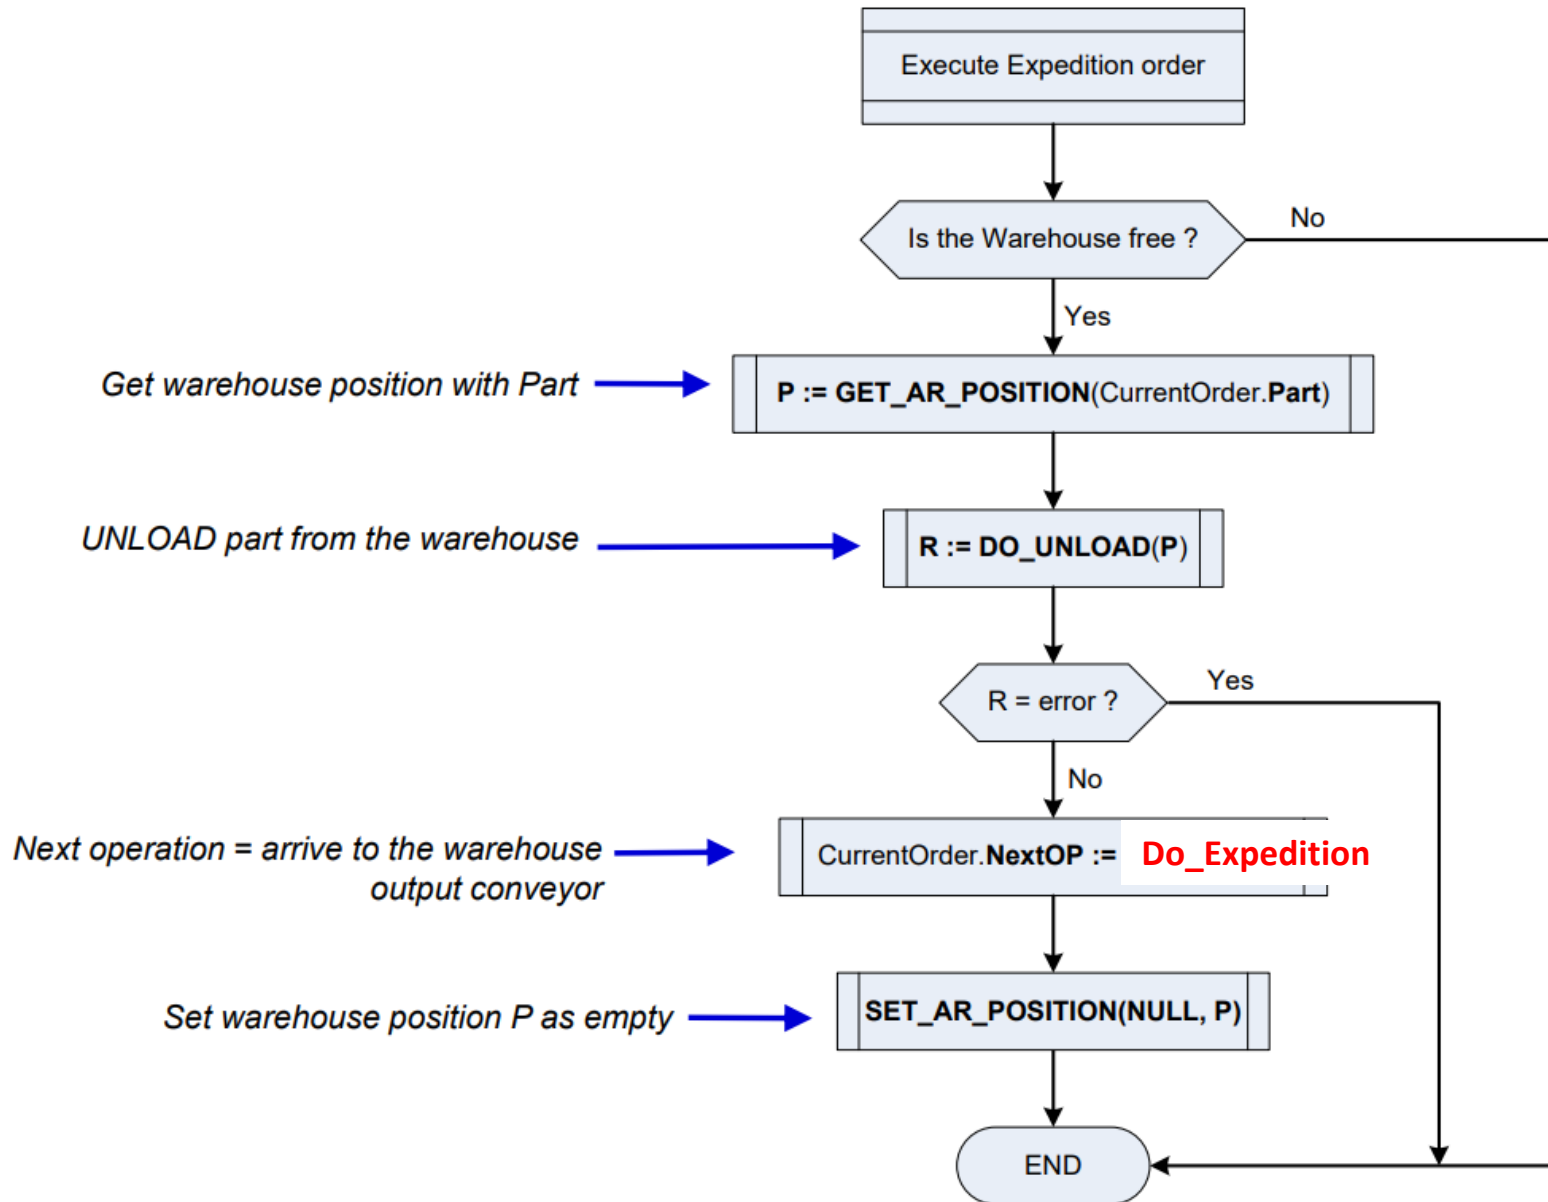 Execute Expedition order
Is the Warehouse free ?
No
Yes
Get warehouse position with Part
P := GET_AR_POSITION(CurrentOrder.Part)
UNLOAD part from the warehouse
R := DO_UNLOAD(P)
R = error ?
Yes
No
Next operation = arrive to the warehouse
output conveyor
CurrentOrder.NextOP := Do_Expedition
Set warehouse position P as empty
SET_AR_POSITION(NULL, P)
END